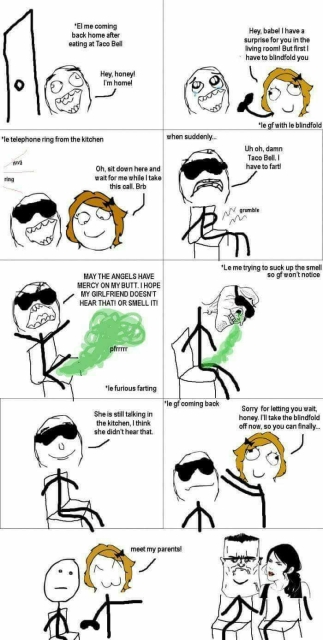 *El me coming
back home after
eating at Taco Bell
Hey, honey!
I'm home!
Hey, babe! I have a
surprise for you in the
living room! But first I
have to blindfold you
*le gf with le blindfold
*le telephone ring from the kitchen
ring
ring
Oh, sit down here and
wait for me while I take
this call. Brb
when suddenly...
Uh oh, damn
Taco Bell. I
have to fart!
grumble
MAY THE ANGELS HAVE
MERCY ON MY BUTT. I HOPE
MY GIRLFRIEND DOESN'T
HEAR THAT! OR SMELL IT!
pfrrrrr
*le furious farting
*Le me trying to suck up the smell
so gf won't notice
She is still talking in
the kitchen, I think
she didn't hear that.
*le gf coming back
Sorry for letting you wait,
honey. I'll take the blindfold
off now, so you can finally...
meet my parents!